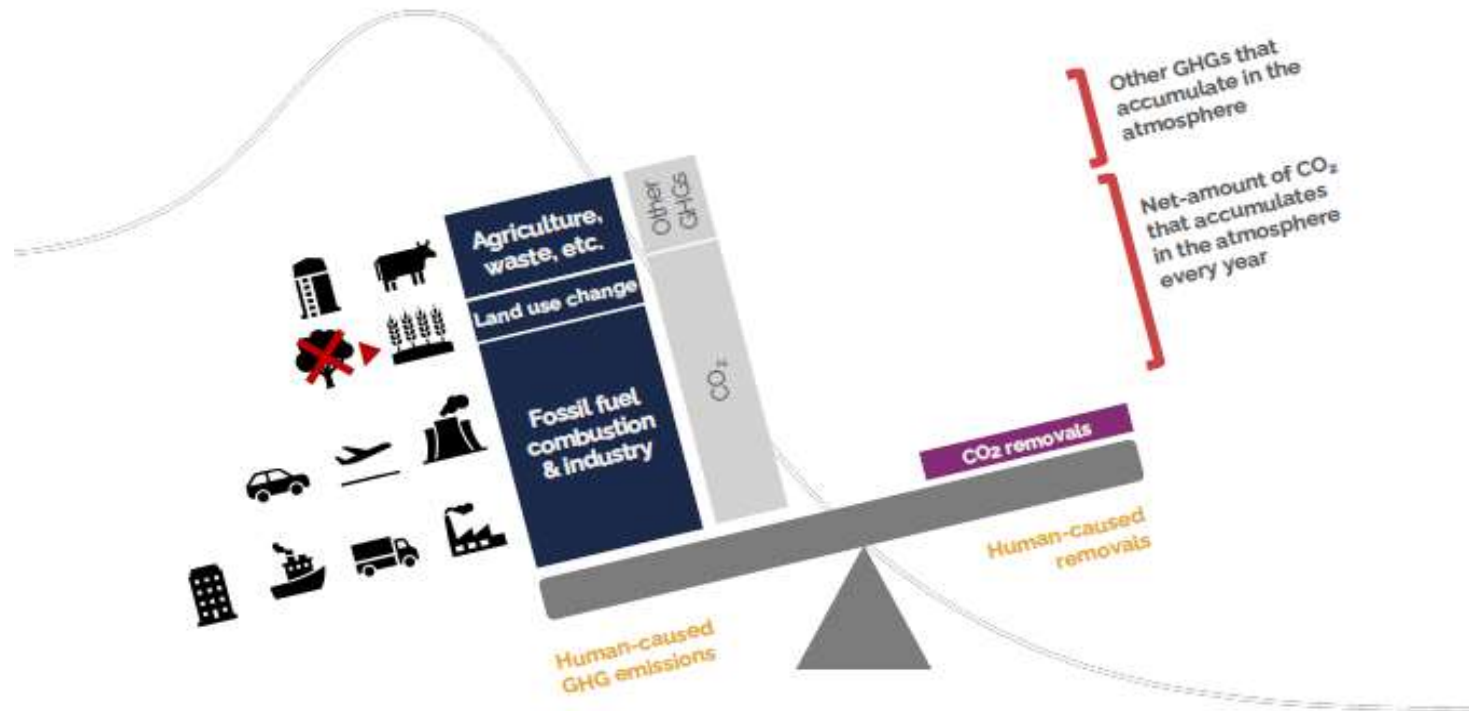 Other GHGs that
accumulate in the
atmosphere
Net-amount of CO₂
that accumulates
in the atmosphere
every year
Agriculture,
waste, etc.
Land use change
Fossil fuel
combustion
& industry
Other
GHGs
CO₂
CO2 removals
Human-caused
removals
Human-caused
GHG emissions